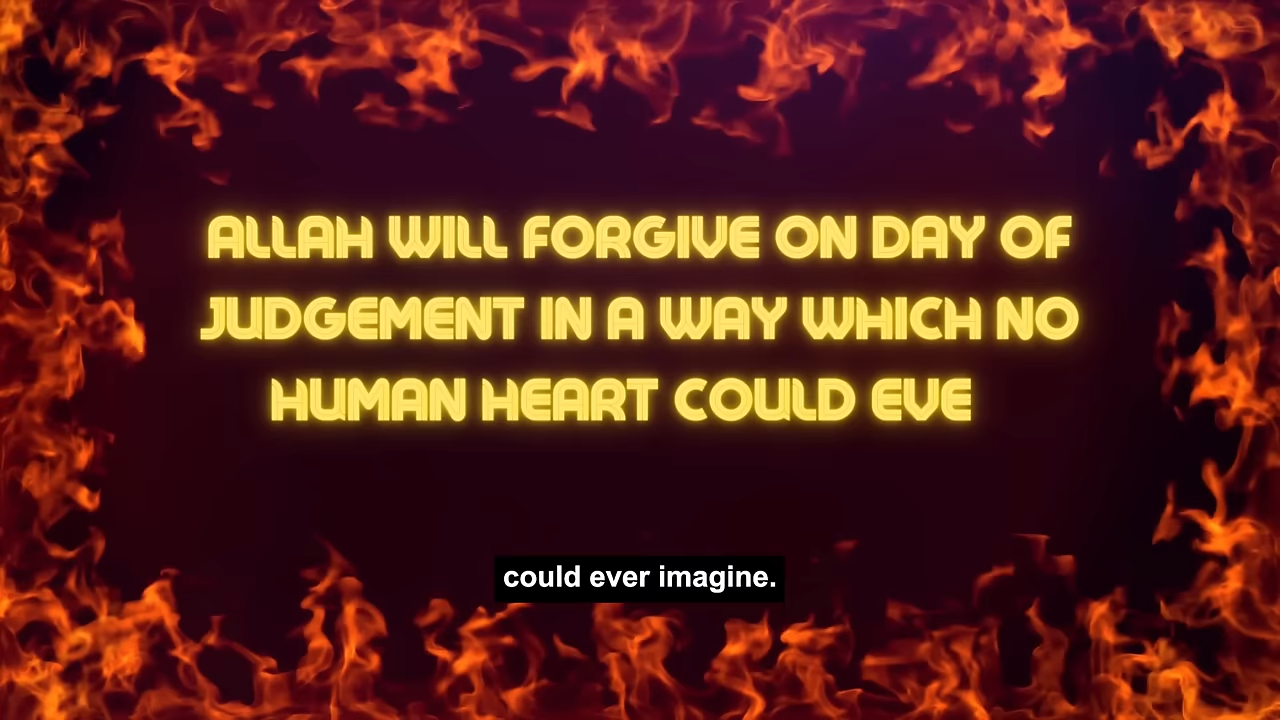 ALLAH WILL FORGIVE ON DAY OF
JUDGEMENT IN A WAY WHICH NO
HUMAN HEART COULD EVE
could ever imagine.